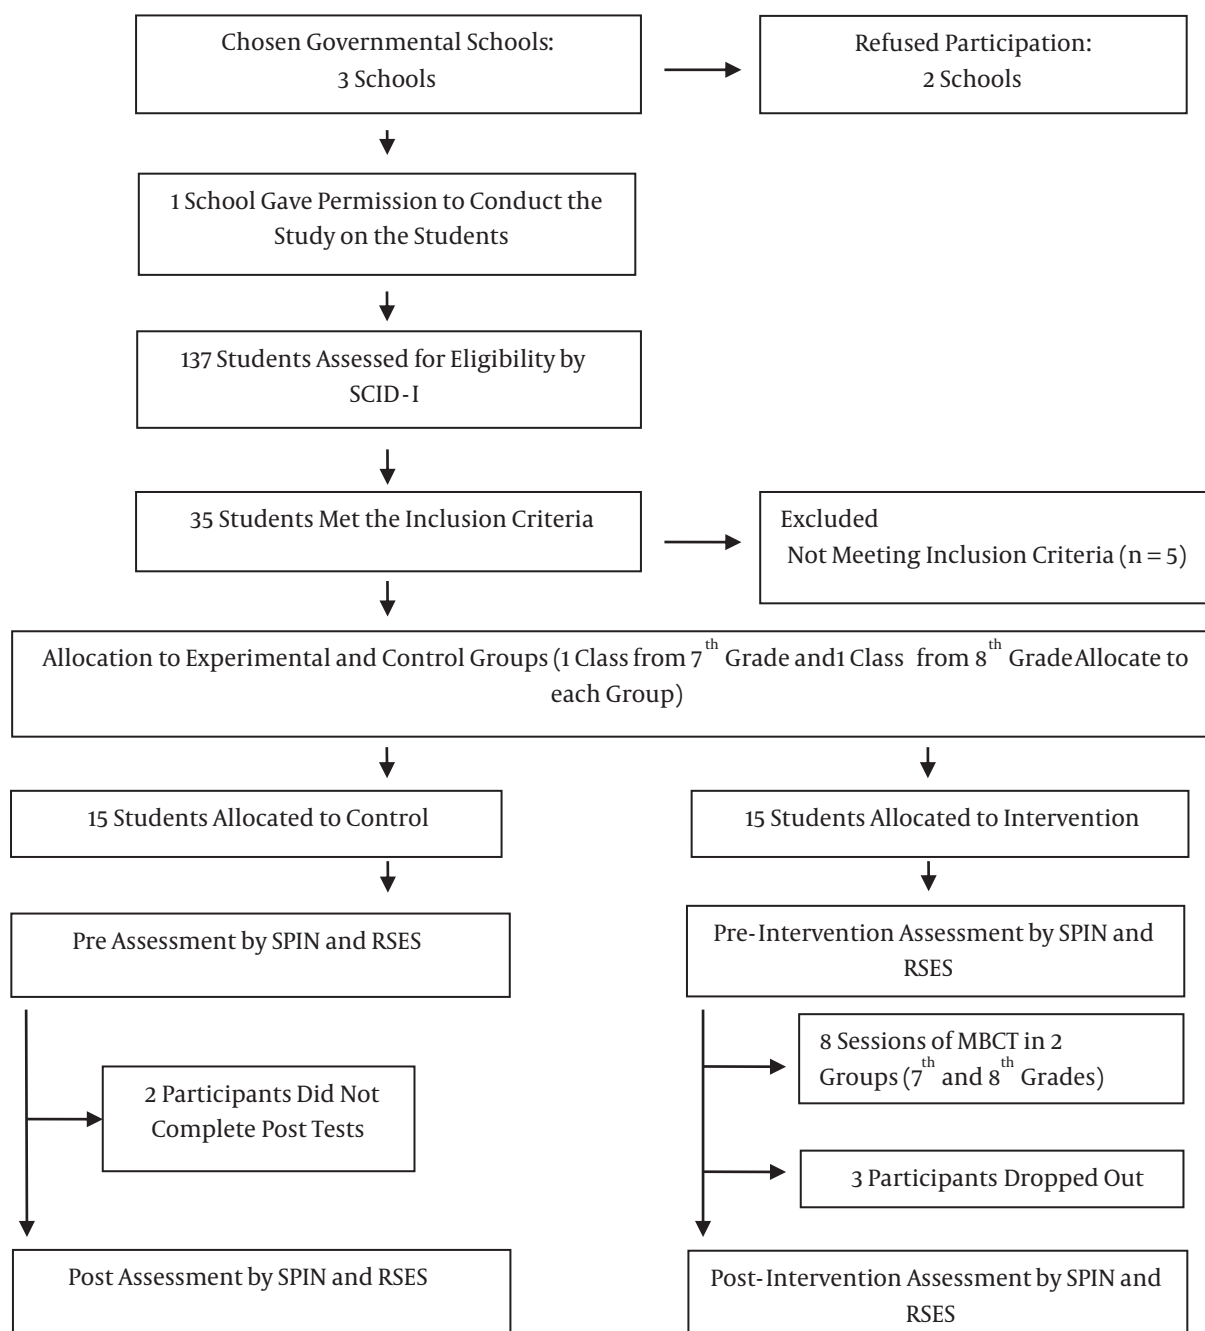 Chosen Governmental Schools:
3 Schools
Refused Participation:
2 Schools
1 School Gave Permission to Conduct the
Study on the Students
137 Students Assessed for Eligibility by
SCID-I
35 Students Met the Inclusion Criteria
Excluded
Not Meeting Inclusion Criteria (n = 5)
Allocation to Experimental and Control Groups (1 Class from 7th Grade and1 Class from 8th Grade Allocate to
each Group)
15 Students Allocated to Control
15 Students Allocated to Intervention
Pre Assessment by SPIN and RSES
Pre-Intervention Assessment by SPIN and
RSES
8 Sessions of MBCT in 2
Groups (7th and 8th Grades)
2 Participants Did Not
Complete Post Tests
3 Participants Dropped Out
Post Assessment by SPIN and RSES
Post-Intervention Assessment by SPIN and
RSES